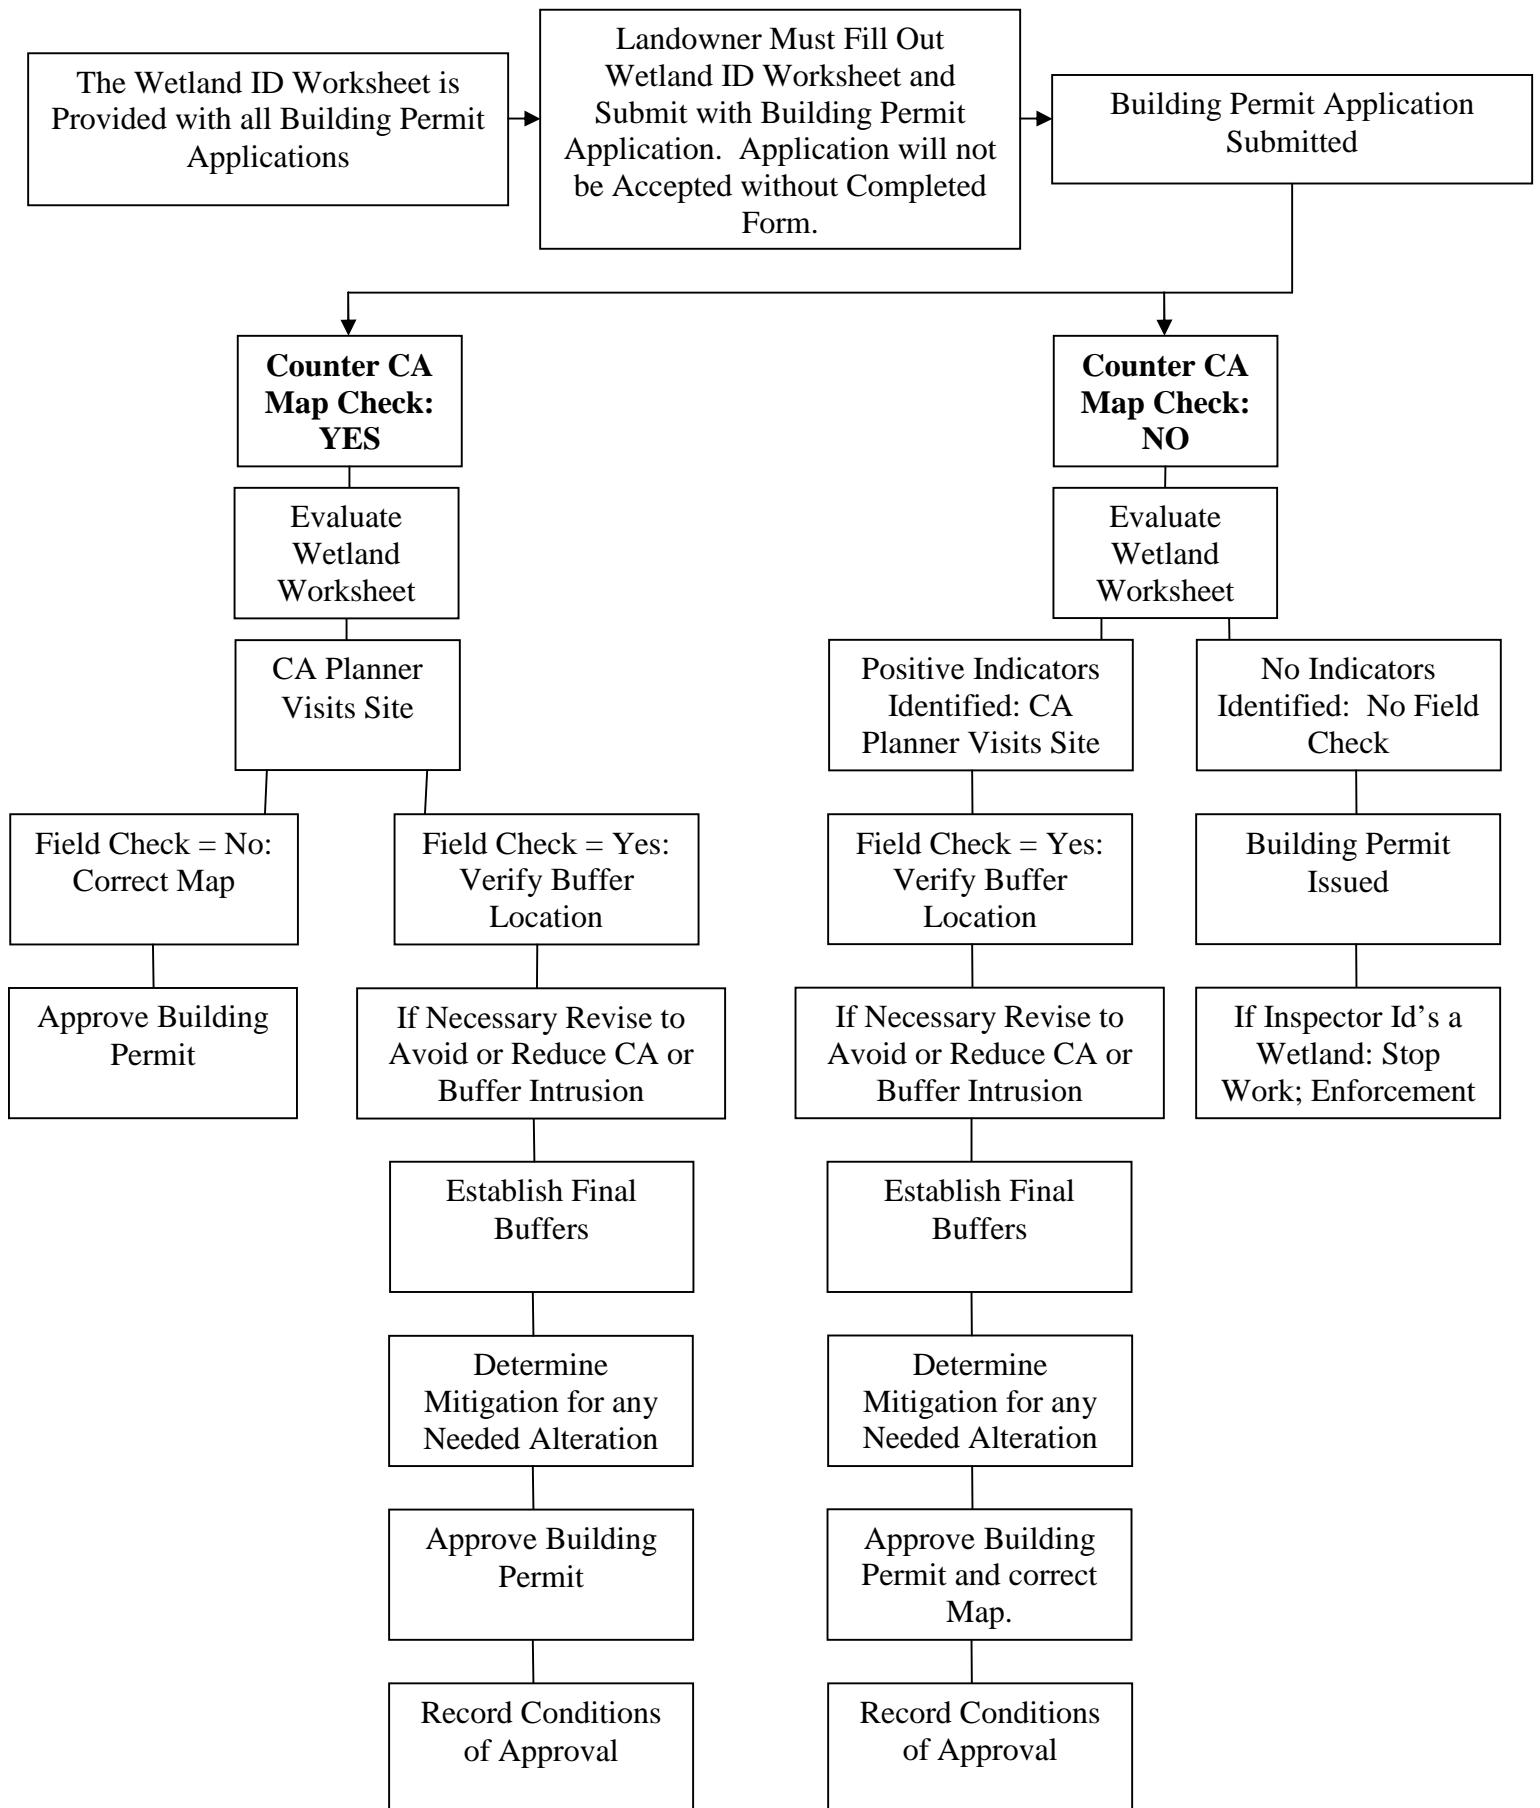 The Wetland ID Worksheet is
Provided with all Building Permit
Applications
Landowner Must Fill Out
Wetland ID Worksheet and
Submit with Building Permit
Application.  Application will not
be Accepted without Completed
Form.
Building Permit Application
Submitted
Counter CA
Map Check:
YES
Counter CA
Map Check:
NO
Evaluate
Wetland
Worksheet
Evaluate
Wetland
Worksheet
CA Planner
Visits Site
Positive Indicators
Identified: CA
Planner Visits Site
No Indicators
Identified:  No Field
Check
Field Check = No:
Correct Map
Field Check = Yes:
Verify Buffer
Location
Field Check = Yes:
Verify Buffer
Location
Building Permit
Issued
Approve Building
Permit
If Necessary Revise to
Avoid or Reduce CA or
Buffer Intrusion
If Necessary Revise to
Avoid or Reduce CA or
Buffer Intrusion
If Inspector Id’s a
Wetland: Stop
Work; Enforcement
Establish Final
Buffers
Establish Final
Buffers
Determine
Mitigation for any
Needed Alteration
Determine
Mitigation for any
Needed Alteration
Approve Building
Permit
Approve Building
Permit and correct
Map.
Record Conditions
of Approval
Record Conditions
of Approval